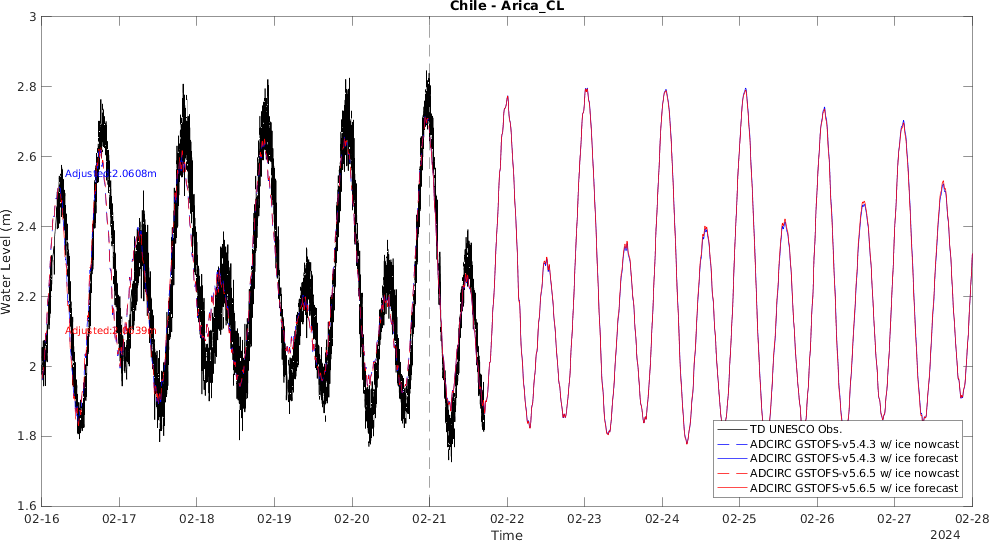 Chile - Arica_CL
Water Level (m)
3
2.8
2.6
2.4
2.2
2
1.8
1.6
Adjusted:2.0608m
TD UNESCO Obs.
ADCIRC GSTOFS-v5.4.3 w/ ice nowcast
ADCIRC GSTOFS-v5.4.3 w/ ice forecast
ADCIRC GSTOFS-v5.6.5 w/ ice nowcast
ADCIRC GSTOFS-v5.6.5 w/ ice forecast
02-16 02-17 02-18 02-19 02-20 02-21 02-22 02-23 02-24 02-25 02-26 02-27 02-28
Time
2024